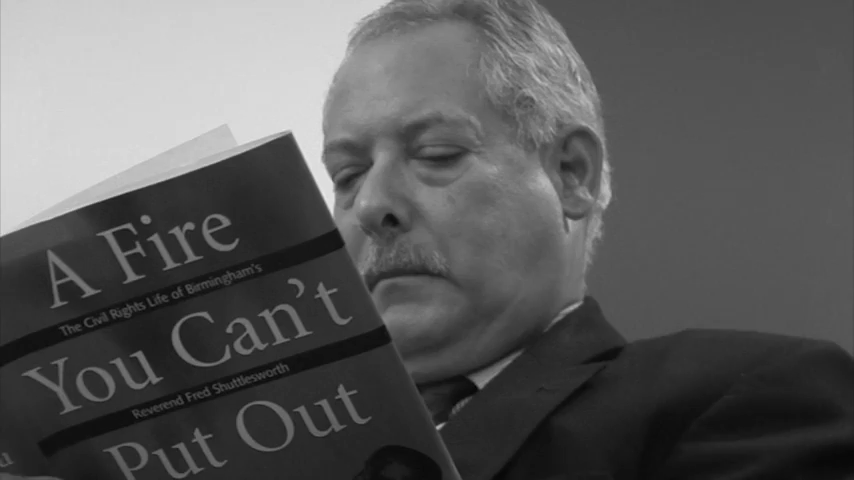 A Fire
The Civil Rights Life of Birmingham's
You Can't
Reverend Fred Shuttlesworth
Put Out